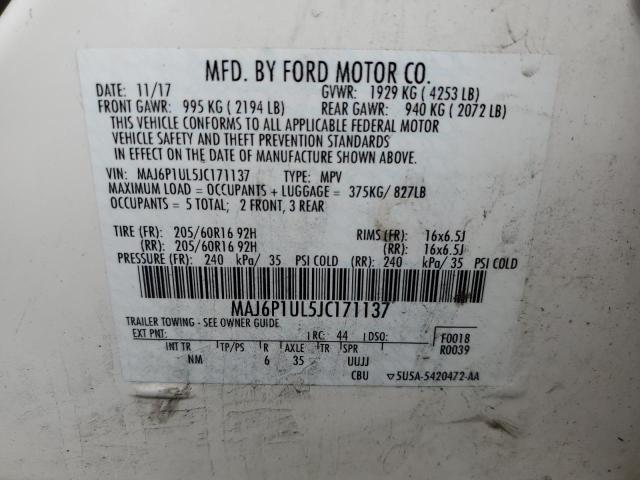 MFD. BY FORD MOTOR CO.
DATE: 11/17 GVWR: 1929 KG ( 4253 LB)
FRONT GAWR: 995 KG ( 2194 LB) REAR GAWR: 940 KG ( 2072 LB)
THIS VEHICLE CONFORMS TO ALL APPLICABLE FEDERAL MOTOR
VEHICLE SAFETY AND THEFT PREVENTION STANDARDS
IN EFFECT ON THE DATE OF MANUFACTURE SHOWN ABOVE.
VIN: MAJ6P1UL5JC171137 TYPE: MPV
MAXIMUM LOAD = OCCUPANTS + LUGGAGE = 375KG/ 827LB
OCCUPANTS = 5 TOTAL; 2 FRONT, 3 REAR
TIRE (FR): 205/60R16 92H RIMS (FR): 16x6.5J
(RR): 205/60R16 92H (RR): 16x6.5J
PRESSURE (FR): 240 kPa/ 35 PSI COLD (RR): 240 kPa/ 35 PSI COLD
MAJ6P1UL5JC171137
TRAILER TOWING - SEE OWNER GUIDE
EXT PNT: RC: 44 DSO: F0018
R0039
INT TR TP/PS R AXLE TR SPR
NM 6 35 UUJJ
CBU ▽5U5A-5420472-AA